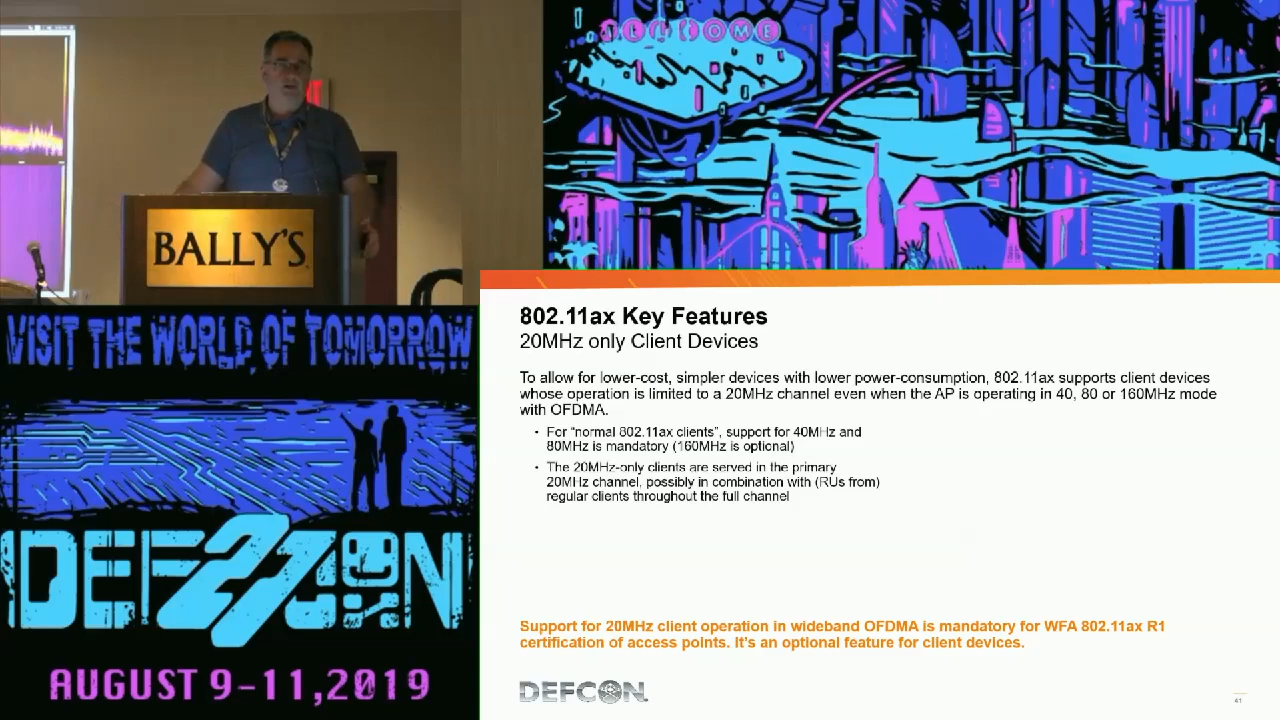 WELCOME
BALLY'S
VISIT THE WORLD OF TOMORROW
DEF CON
27
AUGUST 9-11,2019
802.11ax Key Features
20MHz only Client Devices
To allow for lower-cost, simpler devices with lower power-consumption, 802.11ax supports client devices
whose operation is limited to a 20MHz channel even when the AP is operating in 40, 80 or 160MHz mode
with OFDMA.
• For “normal 802.11ax clients”, support for 40MHz and
80MHz is mandatory (160MHz is optional)
• The 20MHz-only clients are served in the primary
20MHz channel, possibly in combination with (RUs from)
regular clients throughout the full channel
Support for 20MHz client operation in wideband OFDMA is mandatory for WFA 802.11ax R1
certification of access points. It's an optional feature for client devices.
DEFCON
41